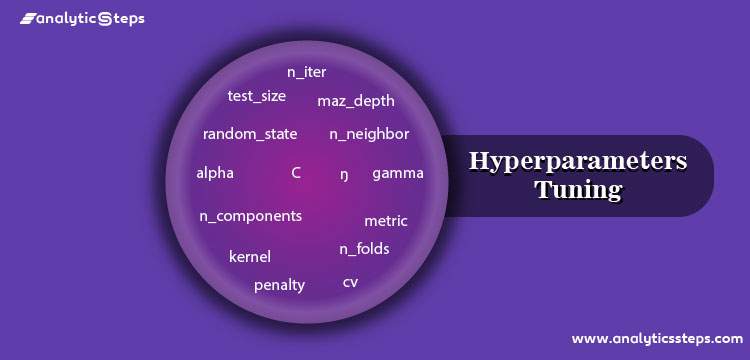 analyticSteps
n_iter
test_size
maz_depth
random_state
n_neighbor
alpha
C
ŋ
gamma
n_components
metric
kernel
n_folds
penalty
cv
Hyperparameters
Tuning
www.analyticssteps.com